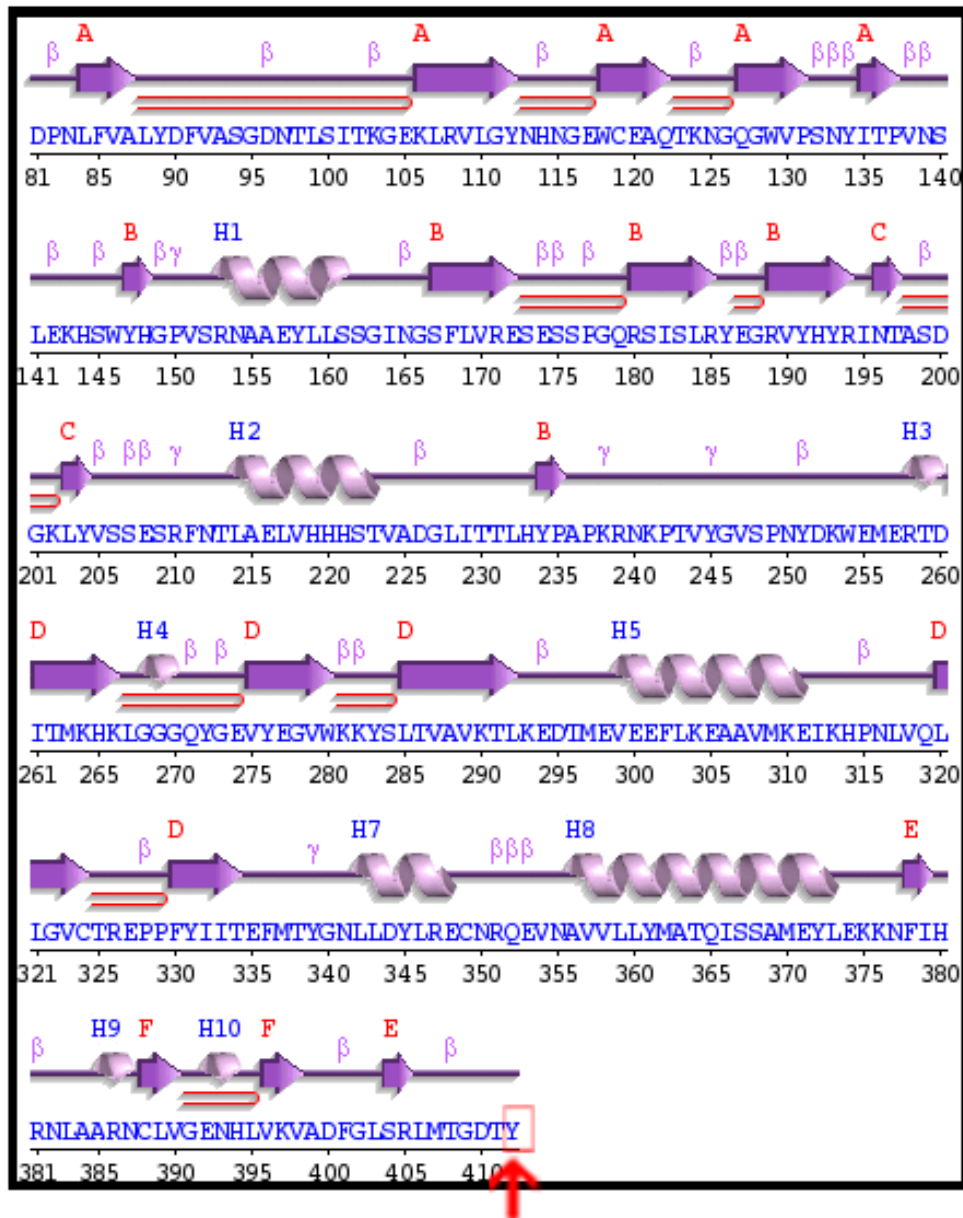 A A A A A
β β β β β βββ ββ
DPNLFVALYDFVASGDNTLSITKGEKLRVLGYNHNGEWCEAQTKNGQGWVPSNYITPVNS
81 85 90 95 100 105 110 115 120 125 130 135 140
B H1 B B B C
β β βγ β ββ β ββ β
LEKHSWYHGPVSRNAAEYLLSSGINGSFLVRESESSPGQRSISLRYEGRVYHYRINTASD
141 145 150 155 160 165 170 175 180 185 190 195 200
C H2 B H3
β ββ γ β γ γ β
GKLYVSSESRFNTLAELVHHHSTVADGLITTLHYPAPKRNKPTVYGVSPNYDKWEMERTD
201 205 210 215 220 225 230 235 240 245 250 255 260
D H4 D D H5 D
β β ββ β β
ITMKHKLGGGQYGEVYEGVWKKYSLTVAVKTLKEDTMEVEEFLKEAAVMKEIKHPNLVQL
261 265 270 275 280 285 290 295 300 305 310 315 320
D H7 H8 E
β γ βββ
LGVCTREPPFYIITEFMTYGNLLDYLRECNRQEVNAVVLLYMATQISSAMEYLEKKNFIH
321 325 330 335 340 345 350 355 360 365 370 375 380
H9 F H10 F E
β β β
RNLAARNCLVGENHLVKVADFGLSRLMTGDTY
381 385 390 395 400 405 410